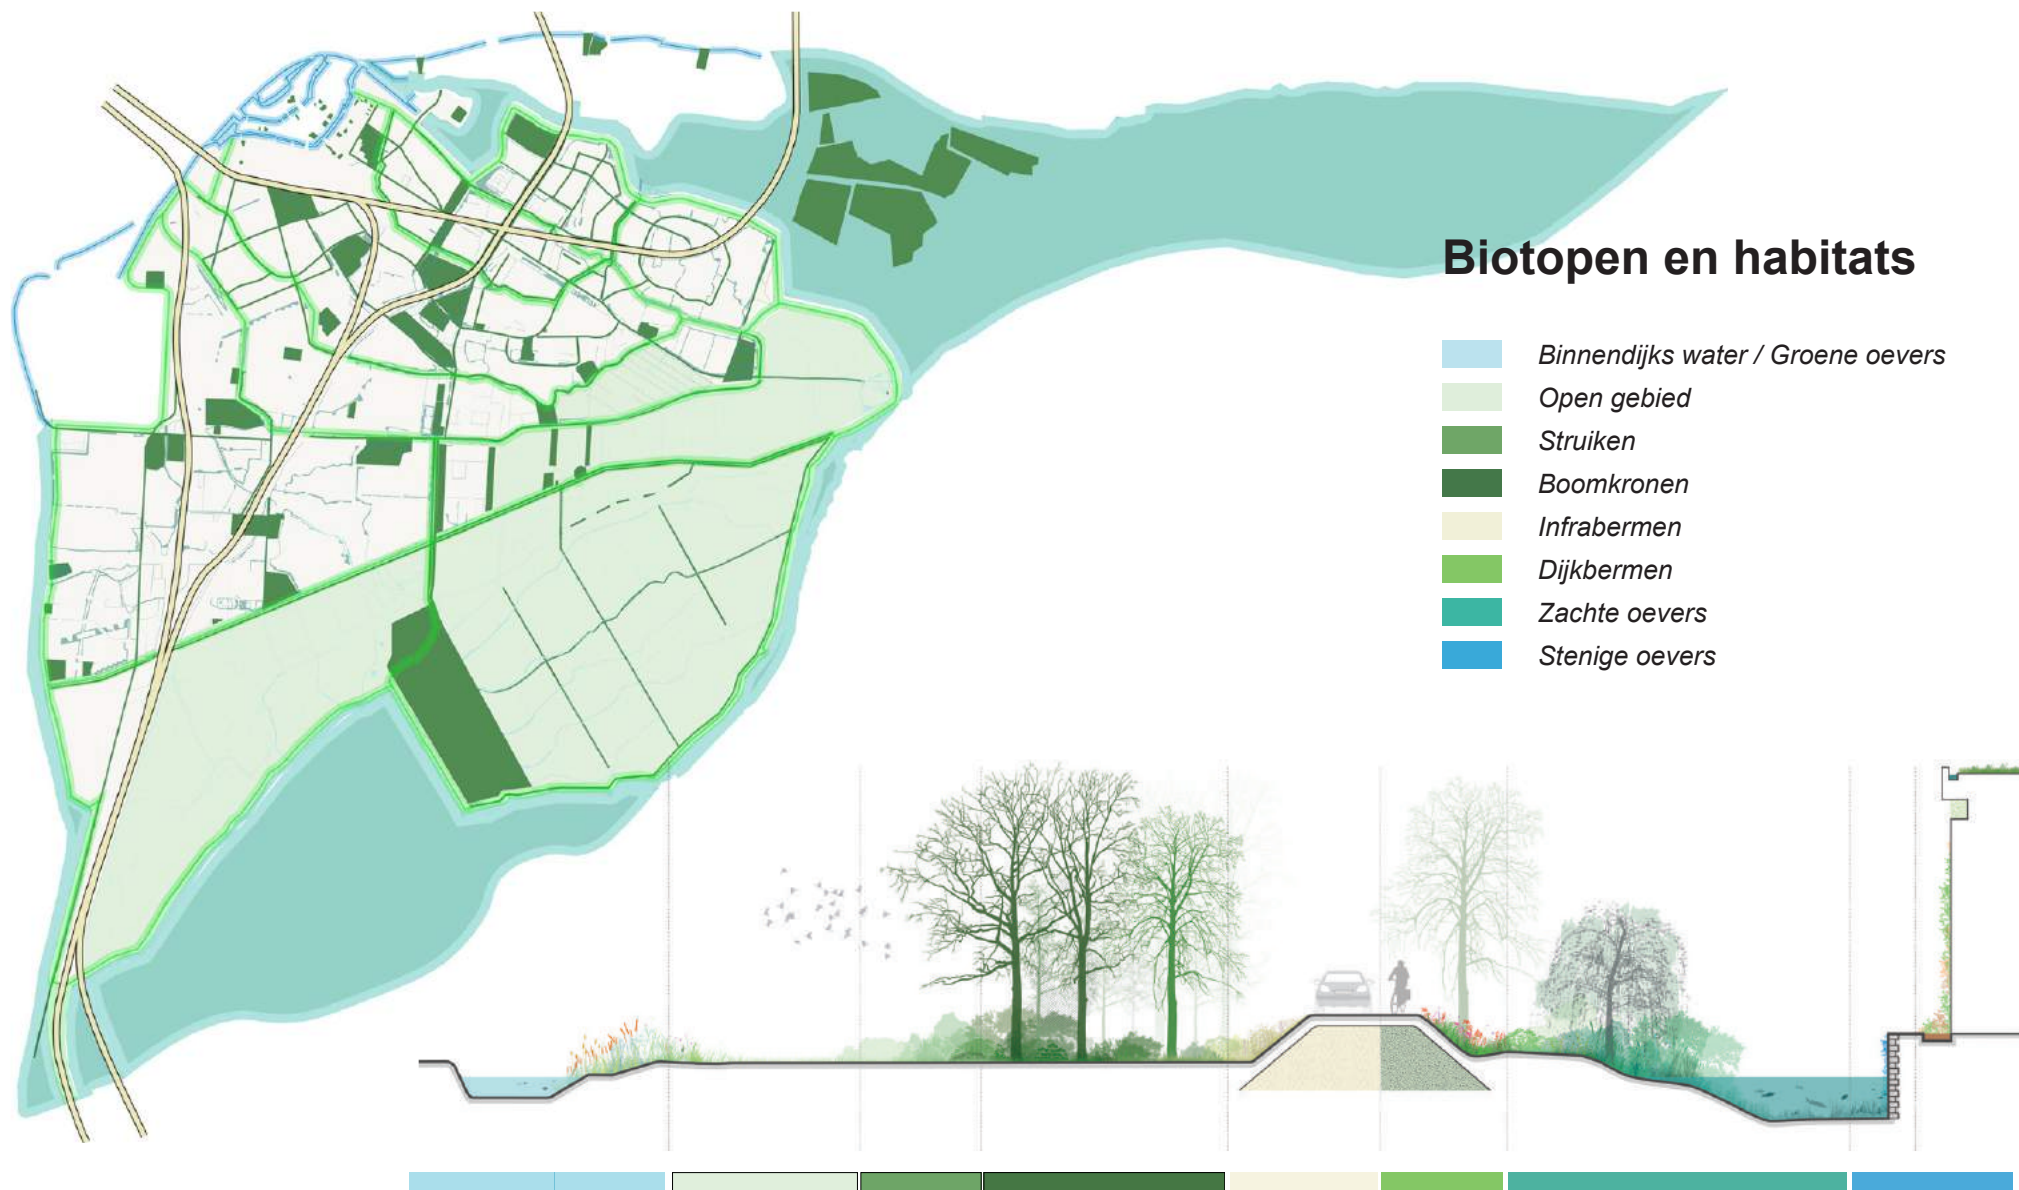 Biotopen en habitats
Binnendijks water / Groene oevers
Open gebied
Struiken
Boomkronen
Infrabermen
Dijkbermen
Zachte oevers
Stenige oevers